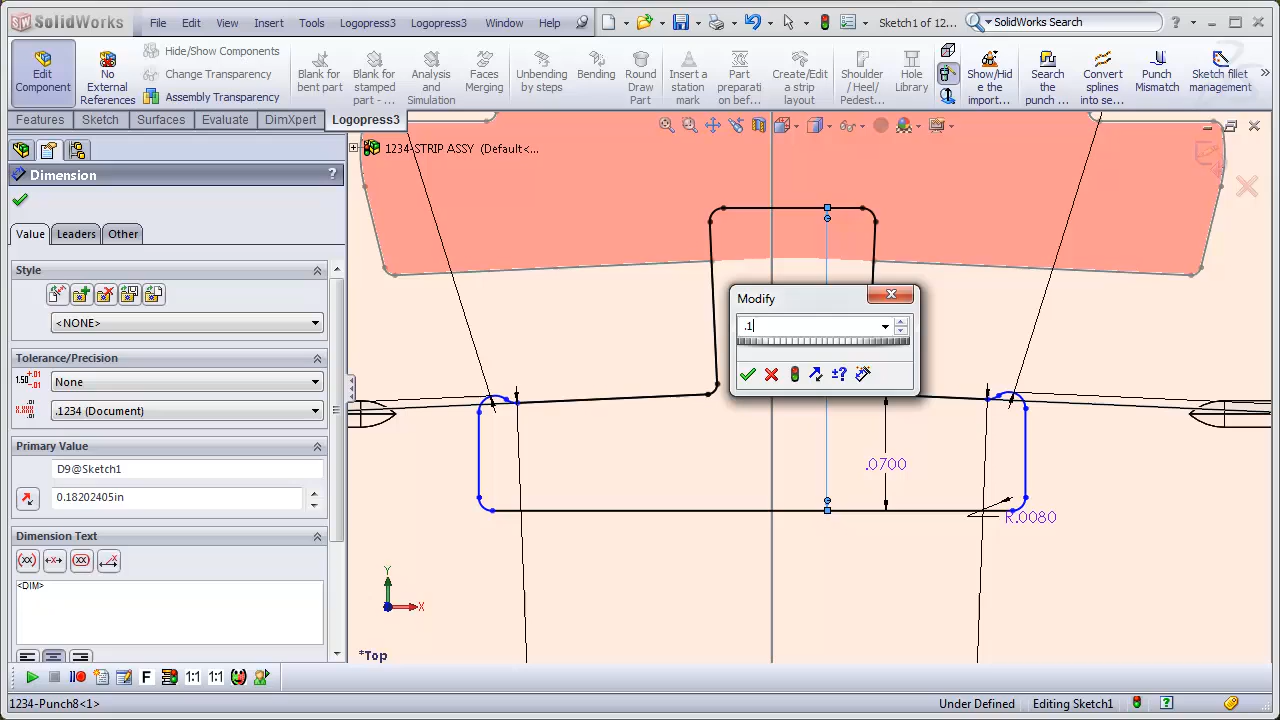 SolidWorks
File Edit View Insert Tools Logopress3 Logopress3 Window Help
Sketch1 of 12...
SolidWorks Search
Edit Component
No External References
Hide/Show Components
Change Transparency
Assembly Transparency
Blank for bent part
Blank for stamped part - ...
Analysis and Simulation
Faces Merging
Unbending by steps
Bending
Round Draw Part
Insert a station mark
Part preparati on bef...
Create/Edit a strip layout
Shoulder / Heel / Pedest...
Hole Library
Show/Hid e the import...
Search the punch ...
Convert splines into se...
Punch Mismatch
Sketch fillet management
Features Sketch Surfaces Evaluate DimXpert Logopress3
1234-STRIP ASSY (Default<...
Dimension
?
Value Leaders Other
Style
<NONE>
Tolerance/Precision
None
.1234 (Document)
Primary Value
D9@Sketch1
0.18202405in
Dimension Text
<DIM>
Modify
.1
.0700
R.0080
Y
X
*Top
F 1:1 1:1
1234-Punch8<1>
Under Defined
Editing Sketch1